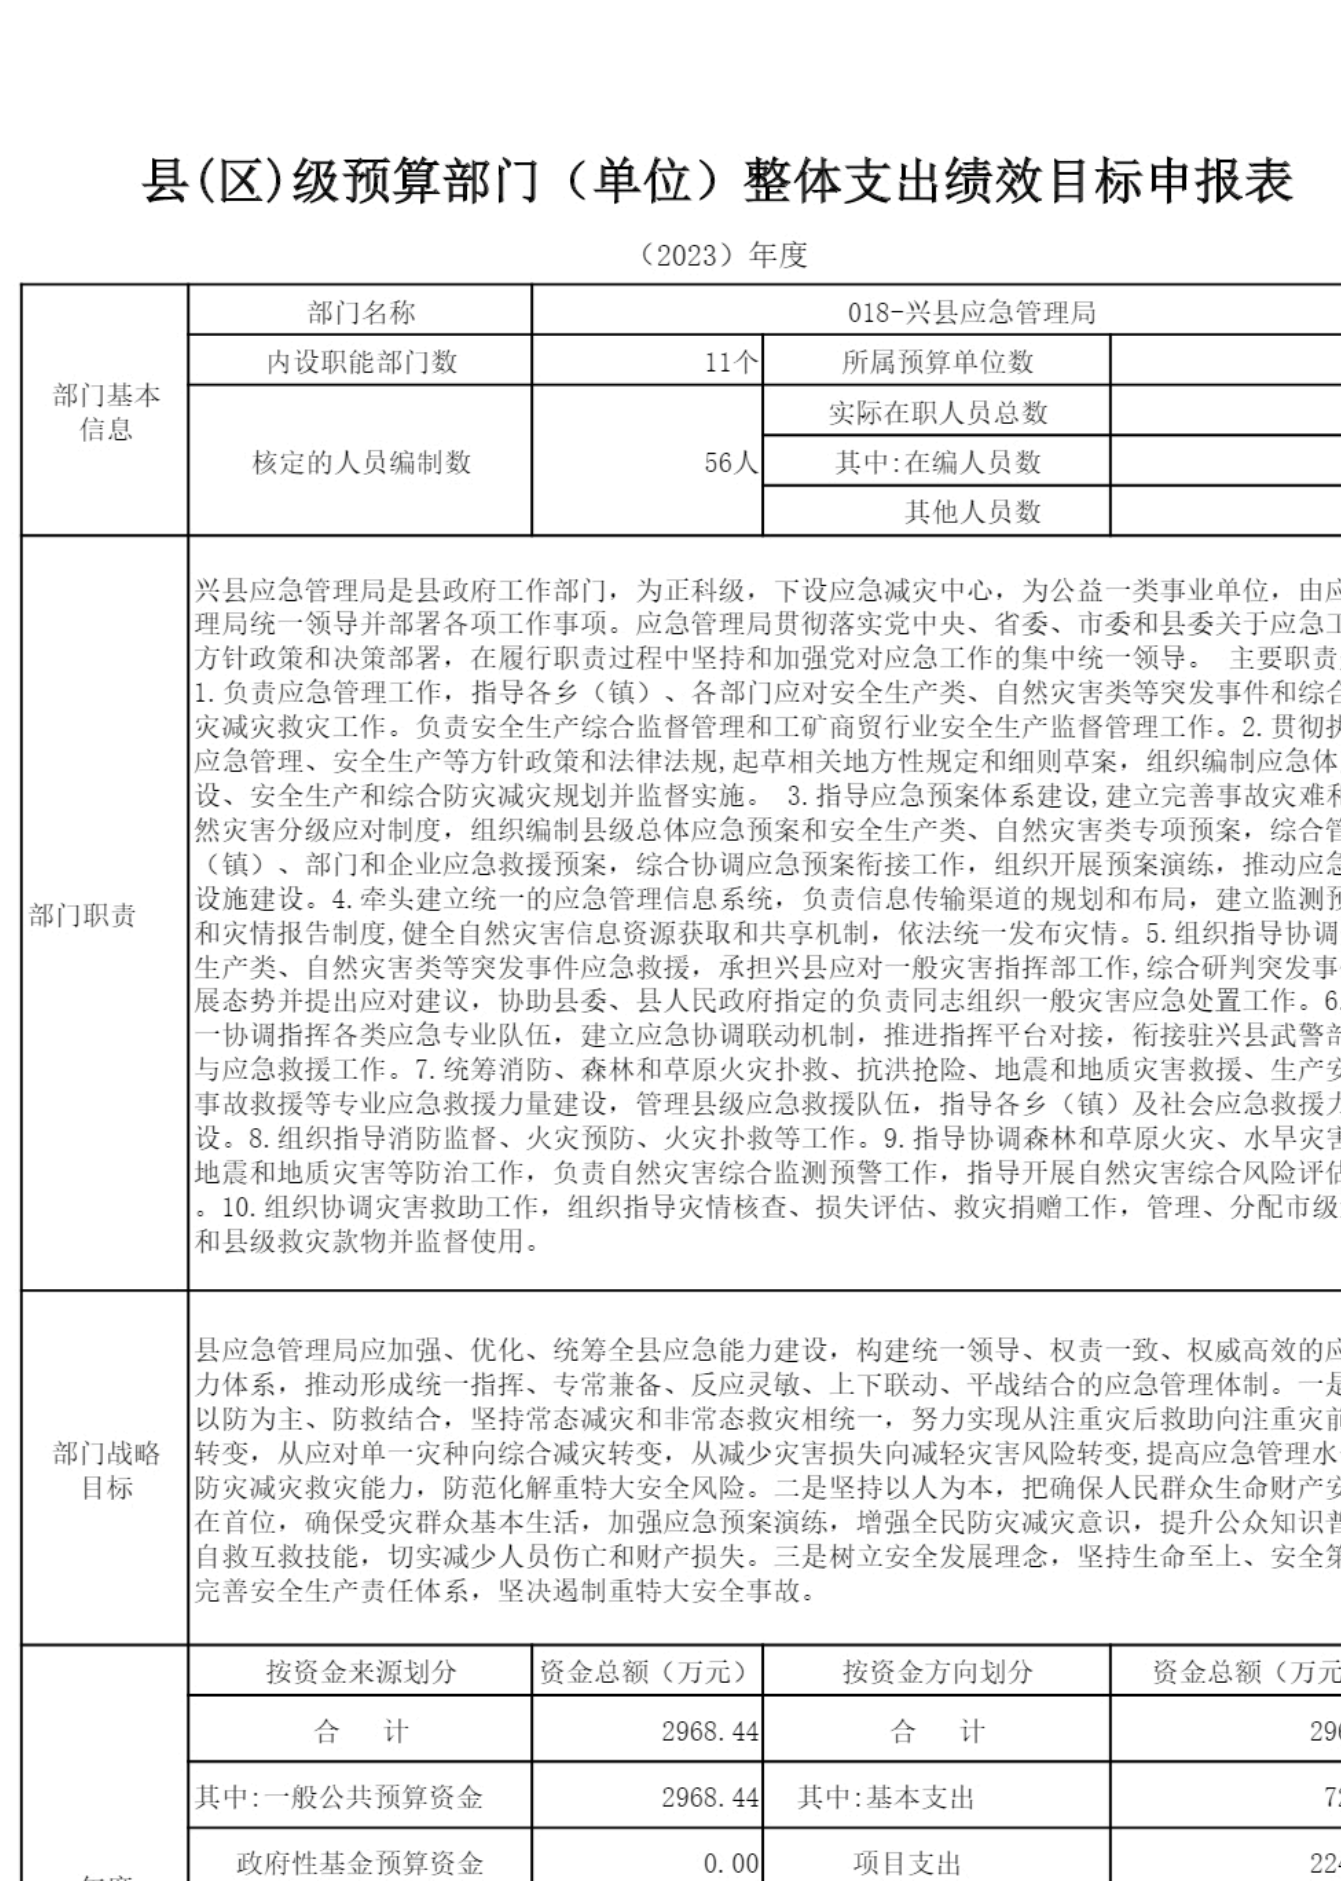 县(区)级预算部门（单位）整体支出绩效目标申报表
（2023）年度
部门基本
信息
部门名称
018-兴县应急管理局
内设职能部门数
11个
所属预算单位数
核定的人员编制数
56人
实际在职人员总数
其中:在编人员数
其他人员数
部门职责
兴县应急管理局是县政府工作部门，为正科级，下设应急减灾中心，为公益一类事业单位，由应
理局统一领导并部署各项工作事项。应急管理局贯彻落实党中央、省委、市委和县委关于应急工
方针政策和决策部署，在履行职责过程中坚持和加强党对应急工作的集中统一领导。 主要职责
1.负责应急管理工作，指导各乡（镇）、各部门应对安全生产类、自然灾害类等突发事件和综合
灾减灾救灾工作。负责安全生产综合监督管理和工矿商贸行业安全生产监督管理工作。2.贯彻执
应急管理、安全生产等方针政策和法律法规,起草相关地方性规定和细则草案，组织编制应急体
设、安全生产和综合防灾减灾规划并监督实施。 3.指导应急预案体系建设,建立完善事故灾难和
然灾害分级应对制度，组织编制县级总体应急预案和安全生产类、自然灾害类专项预案，综合管
（镇）、部门和企业应急救援预案，综合协调应急预案衔接工作，组织开展预案演练，推动应急
设施建设。4.牵头建立统一的应急管理信息系统，负责信息传输渠道的规划和布局，建立监测预
和灾情报告制度,健全自然灾害信息资源获取和共享机制，依法统一发布灾情。5.组织指导协调
生产类、自然灾害类等突发事件应急救援，承担兴县应对一般灾害指挥部工作,综合研判突发事
展态势并提出应对建议，协助县委、县人民政府指定的负责同志组织一般灾害应急处置工作。6.
一协调指挥各类应急专业队伍，建立应急协调联动机制，推进指挥平台对接，衔接驻兴县武警部
与应急救援工作。7.统筹消防、森林和草原火灾扑救、抗洪抢险、地震和地质灾害救援、生产安
事故救援等专业应急救援力量建设，管理县级应急救援队伍，指导各乡（镇）及社会应急救援力
设。8.组织指导消防监督、火灾预防、火灾扑救等工作。9.指导协调森林和草原火灾、水旱灾害
地震和地质灾害等防治工作，负责自然灾害综合监测预警工作，指导开展自然灾害综合风险评估
。10.组织协调灾害救助工作，组织指导灾情核查、损失评估、救灾捐赠工作，管理、分配市级
和县级救灾款物并监督使用。
部门战略
目标
县应急管理局应加强、优化、统筹全县应急能力建设，构建统一领导、权责一致、权威高效的应
力体系，推动形成统一指挥、专常兼备、反应灵敏、上下联动、平战结合的应急管理体制。一是
以防为主、防救结合，坚持常态减灾和非常态救灾相统一，努力实现从注重灾后救助向注重灾前
转变，从应对单一灾种向综合减灾转变，从减少灾害损失向减轻灾害风险转变,提高应急管理水
防灾减灾救灾能力，防范化解重特大安全风险。二是坚持以人为本，把确保人民群众生命财产安
在首位，确保受灾群众基本生活，加强应急预案演练，增强全民防灾减灾意识，提升公众知识普
自救互救技能，切实减少人员伤亡和财产损失。三是树立安全发展理念，坚持生命至上、安全第
完善安全生产责任体系，坚决遏制重特大安全事故。
按资金来源划分
资金总额（万元）
按资金方向划分
资金总额（万元
合 计
2968.44
合 计
296
其中:一般公共预算资金
2968.44
其中:基本支出
72
政府性基金预算资金
0.00
项目支出
224